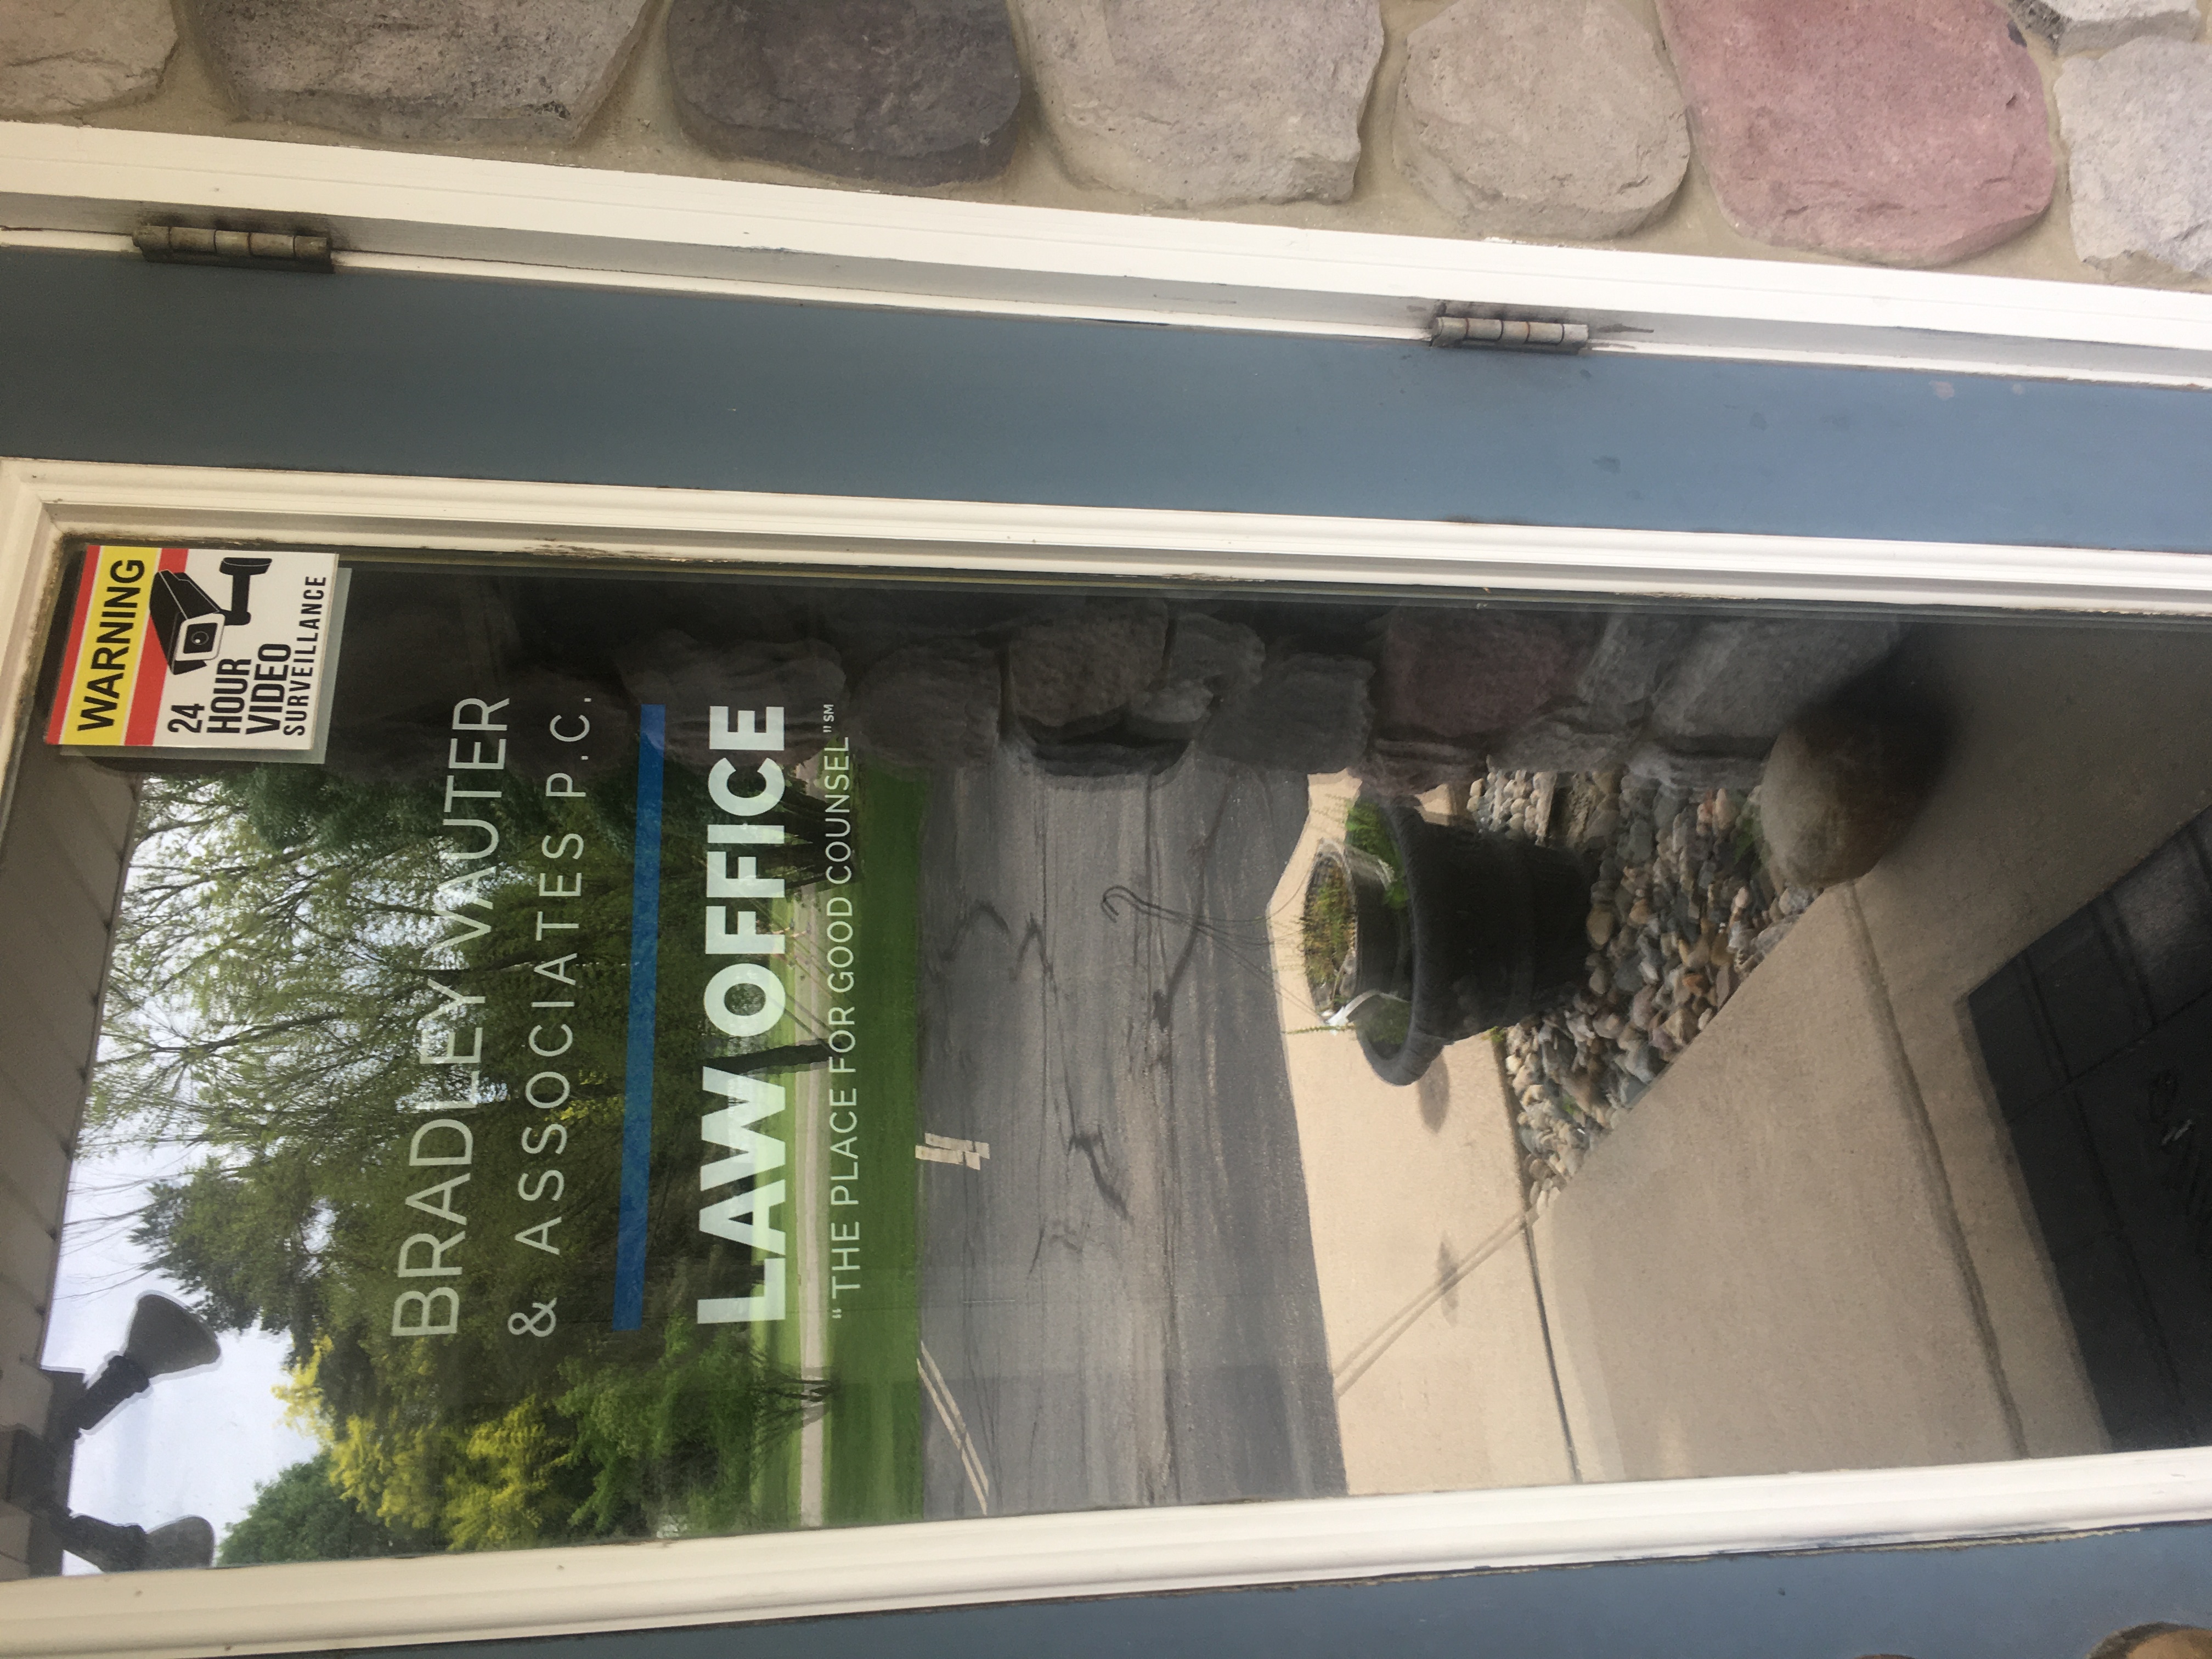 WARNING
24
HOUR
VIDEO
SURVEILLANCE
BRADLEY VAUTER
& ASSOCIATES P.C.
LAW OFFICE
"THE PLACE FOR GOOD COUNSEL"℠